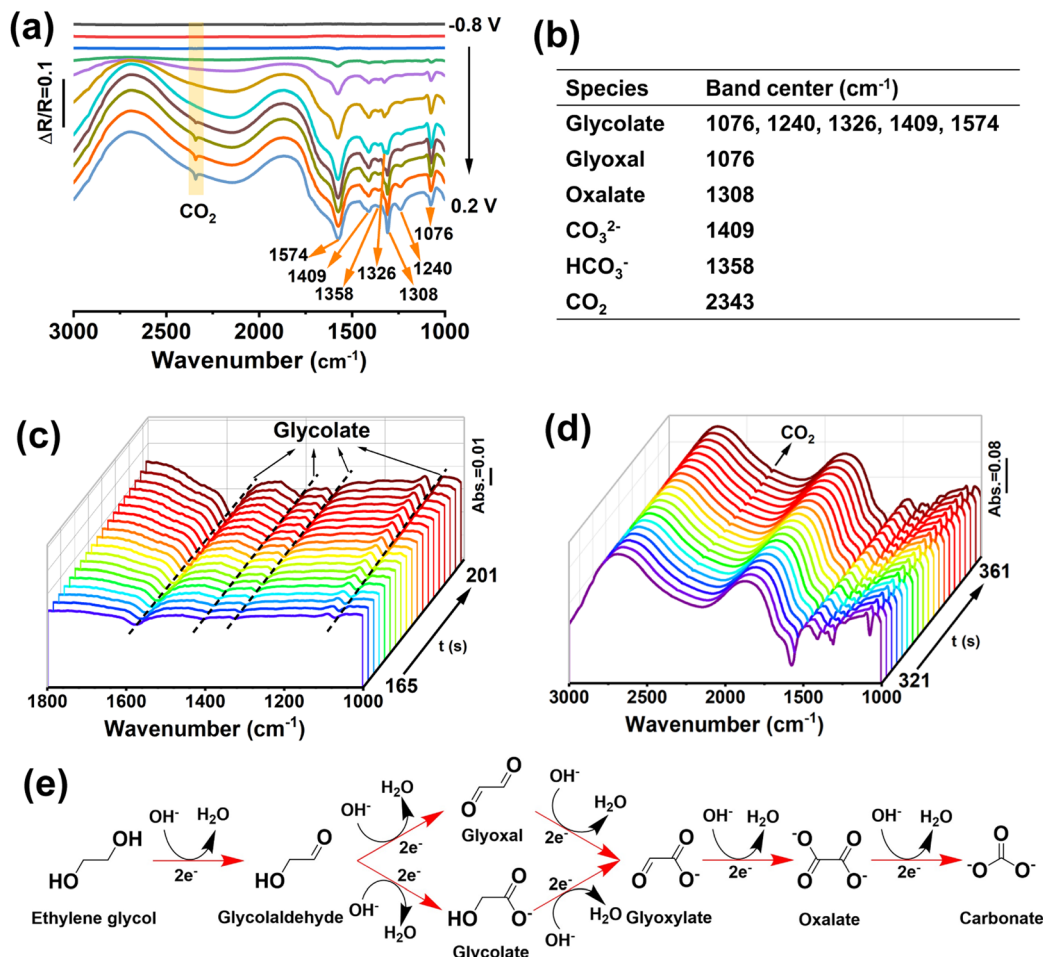 (a)
-0.8 V
ΔR/R=0.1
CO2
0.2 V
1574
1409
1358
1326
1308
1240
1076
3000 2500 2000 1500 1000
Wavenumber (cm-1)
(b)
Species Band center (cm-1)
Glycolate 1076, 1240, 1326, 1409, 1574
Glyoxal 1076
Oxalate 1308
CO3 2- 1409
HCO3- 1358
CO2 2343
(c)
Glycolate
Abs.=0.01
201
t (s)
165
1800 1600 1400 1200 1000
Wavenumber (cm-1)
(d)
CO2
Abs.=0.08
361
t (s)
321
3000 2500 2000 1500 1000
Wavenumber (cm-1)
(e)
OH
HO
Ethylene glycol
OH- H2O
2e-
O
HO
Glycolaldehyde
OH- H2O
2e-
O
O
Glyoxal
2e-
OH- H2O
O
HO O-
Glycolate
OH- H2O
2e-
2e-
H2O
OH-
O
O O-
Glyoxylate
OH- H2O
2e-
-O O
O O-
Oxalate
OH- H2O
2e-
O
-O O-
Carbonate